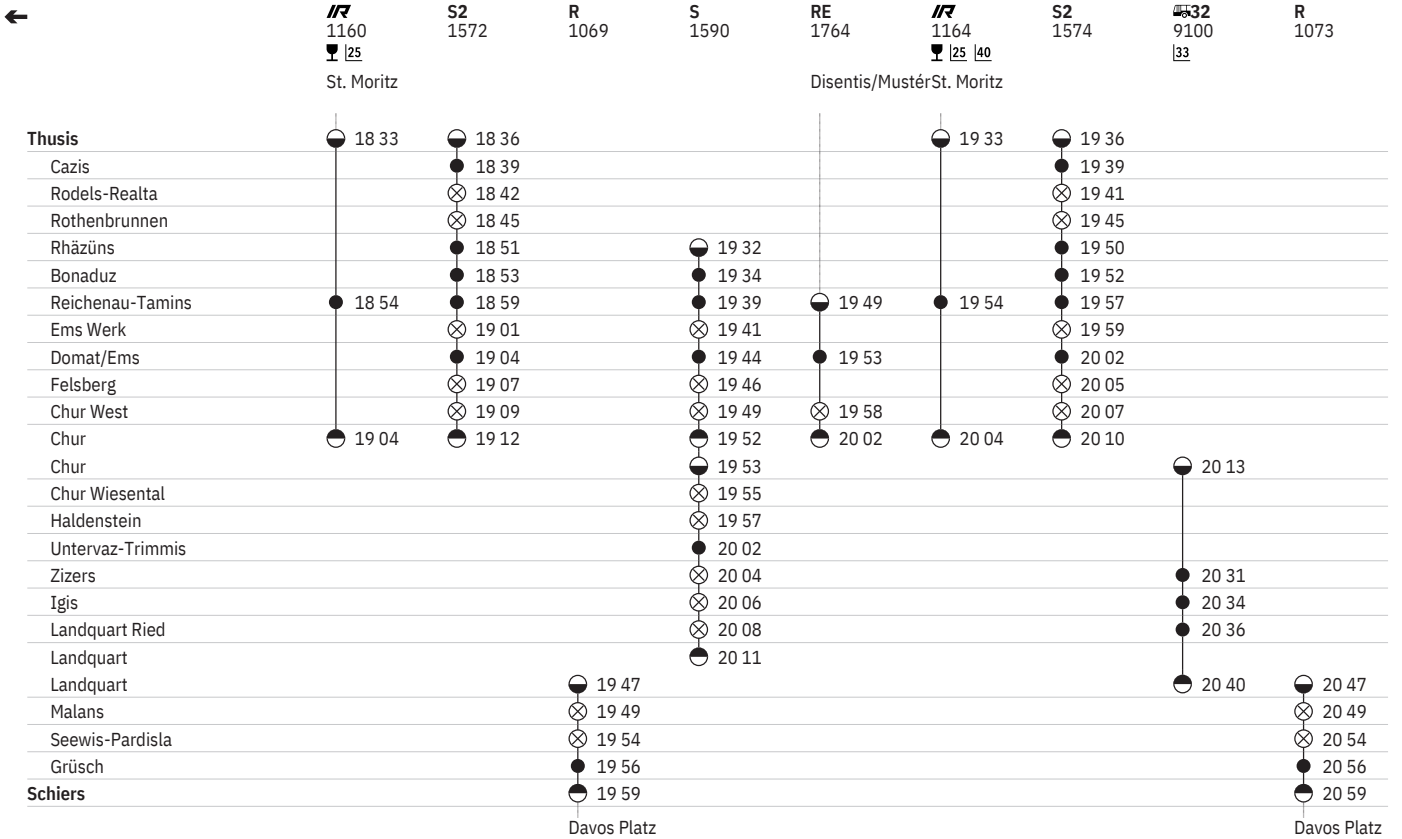 IR S2 R S RE IR S2 32 R
1160 1572 1069 1590 1764 1164 1574 9100 1073
25 25 40 33
St. Moritz Disentis/Mustér St. Moritz
Thusis 18 33 18 36 19 33 19 36
Cazis 18 39 19 39
Rodels-Realta 18 42 19 41
Rothenbrunnen 18 45 19 45
Rhäzüns 18 51 19 32 19 50
Bonaduz 18 53 19 34 19 52
Reichenau-Tamins 18 54 18 59 19 39 19 49 19 54 19 57
Ems Werk 19 01 19 41 19 59
Domat/Ems 19 04 19 44 19 53 20 02
Felsberg 19 07 19 46 20 05
Chur West 19 09 19 49 19 58 20 07
Chur 19 04 19 12 19 52 20 02 20 04 20 10
Chur 19 53 20 13
Chur Wiesental 19 55
Haldenstein 19 57
Untervaz-Trimmis 20 02
Zizers 20 04 20 31
Igis 20 06 20 34
Landquart Ried 20 08 20 36
Landquart 20 11
Landquart 19 47 20 40 20 47
Malans 19 49 20 49
Seewis-Pardisla 19 54 20 54
Grüsch 19 56 20 56
Schiers 19 59 20 59
Davos Platz Davos Platz